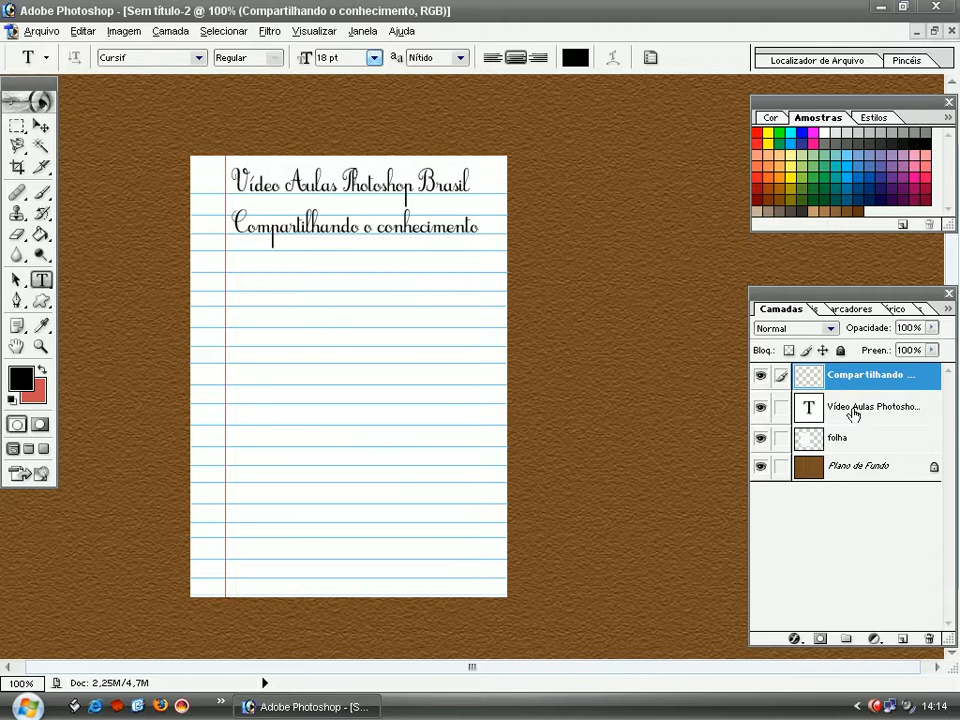 Adobe Photoshop - [Sem título-2 @ 100% (Compartilhando o conhecimento, RGB)]
Arquivo Editar Imagem Camada Selecionar Filtro Visualizar Janela Ajuda
T T Cursif Regular T 18 pt aa Nítido Localizador de Arquivo Pincéis
Cor Amostras Estilos
Vídeo Aulas Photoshop Brasil
Compartilhando o conhecimento
Camadas arcadores rico
Normal Opacidade: 100%
Bloq.: Preen.: 100%
Compartilhando ...
T Vídeo Aulas Photosho...
folha
Plano de Fundo
100% Doc: 2,25M/4,7M
Adobe Photoshop - [S... 14:14